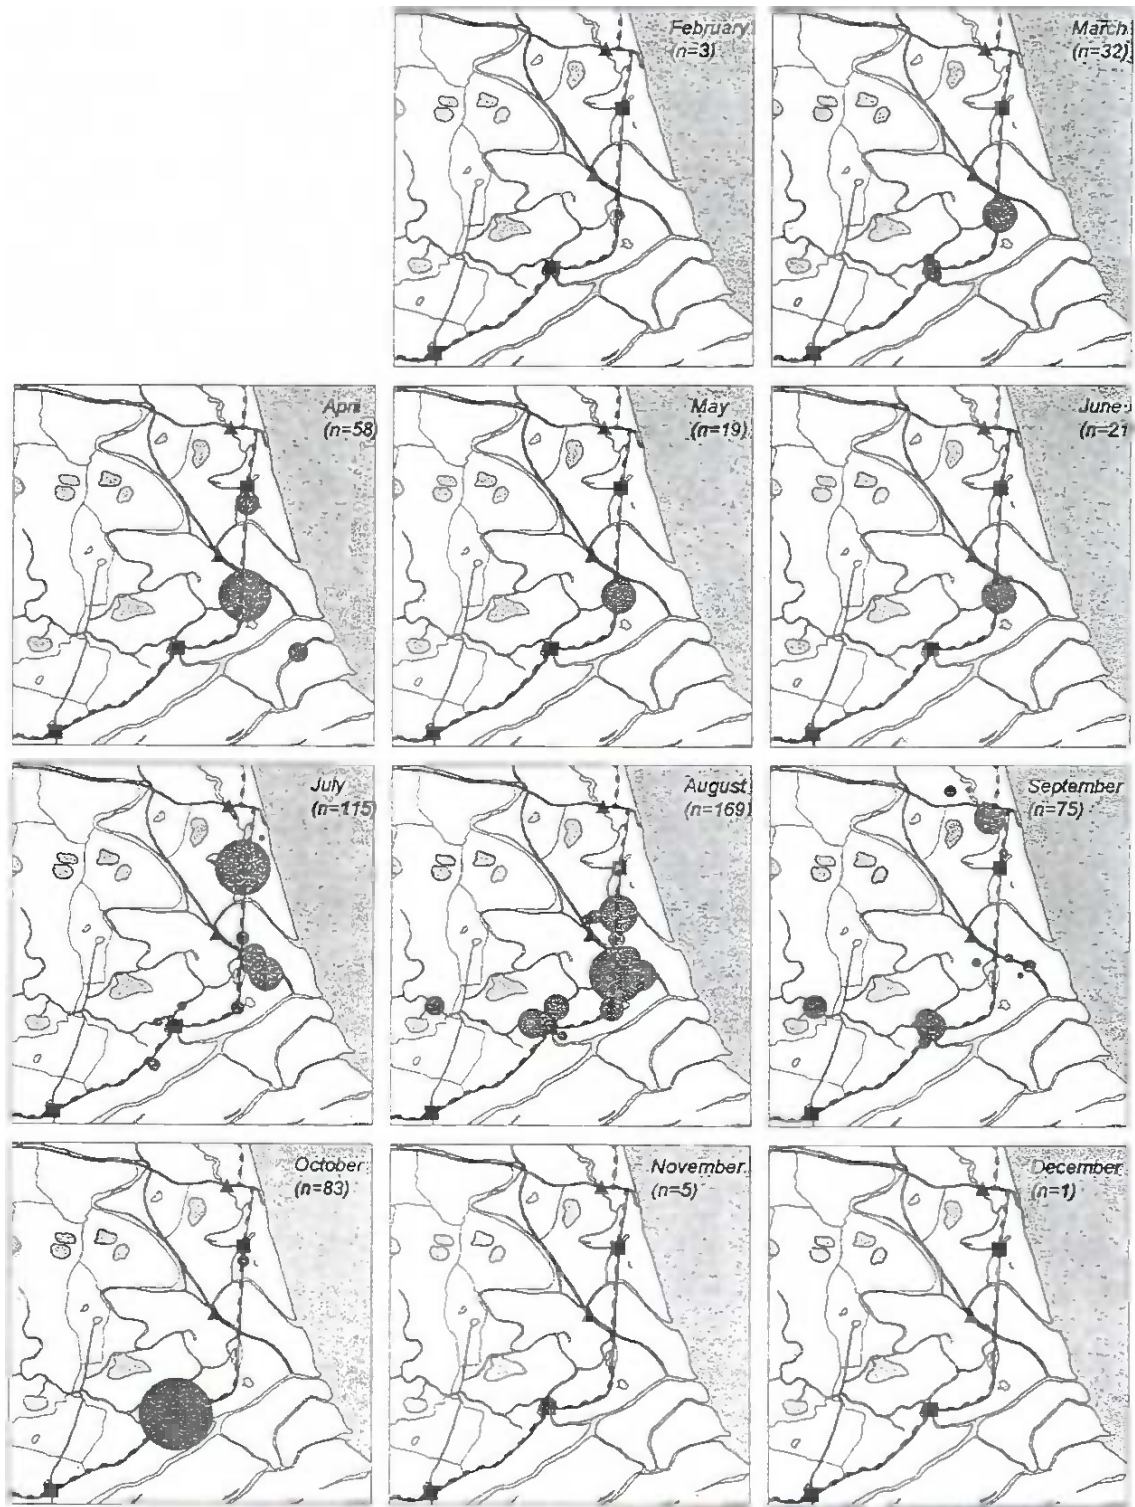 February
(n=3)
March
(n=32)
April
(n=58)
May
(n=19)
June
(n=21
July
(n=115)
August
(n=169)
September
(n=75)
October
(n=83)
November
(n=5)
December
(n=1)